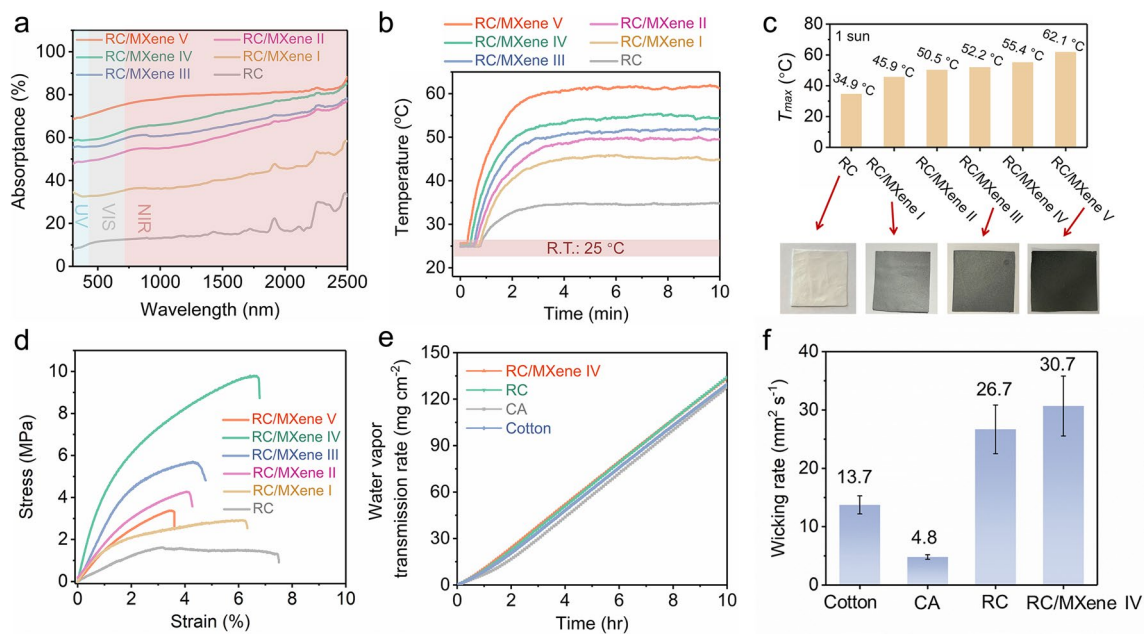 a
RC/MXene V
RC/MXene II
RC/MXene IV
RC/MXene I
RC/MXene III
RC
100
80
60
40
20
0
Absorptance (%)
UV
VIS
NIR
500
1000
1500
2000
2500
Wavelength (nm)
b
RC/MXene V
RC/MXene II
RC/MXene IV
RC/MXene I
RC/MXene III
RC
60
50
40
30
20
Temperature (°C)
R.T.: 25 °C
0
2
4
6
8
10
Time (min)
c
80
60
40
20
0
Tmax (°C)
1 sun
34.9 °C
45.9 °C
50.5 °C
52.2 °C
55.4 °C
62.1 °C
RC
RC/MXene I
RC/MXene II
RC/MXene III
RC/MXene IV
RC/MXene V
d
10
8
6
4
2
0
Stress (MPa)
RC/MXene V
RC/MXene IV
RC/MXene III
RC/MXene II
RC/MXene I
RC
0
2
4
6
8
10
Strain (%)
e
150
120
90
60
30
0
Water vapor
transmission rate (mg cm-2)
RC/MXene IV
RC
CA
Cotton
0
2
4
6
8
10
Time (hr)
f
40
30
20
10
0
Wicking rate (mm² s⁻¹)
13.7
4.8
26.7
30.7
Cotton
CA
RC
RC/MXene IV